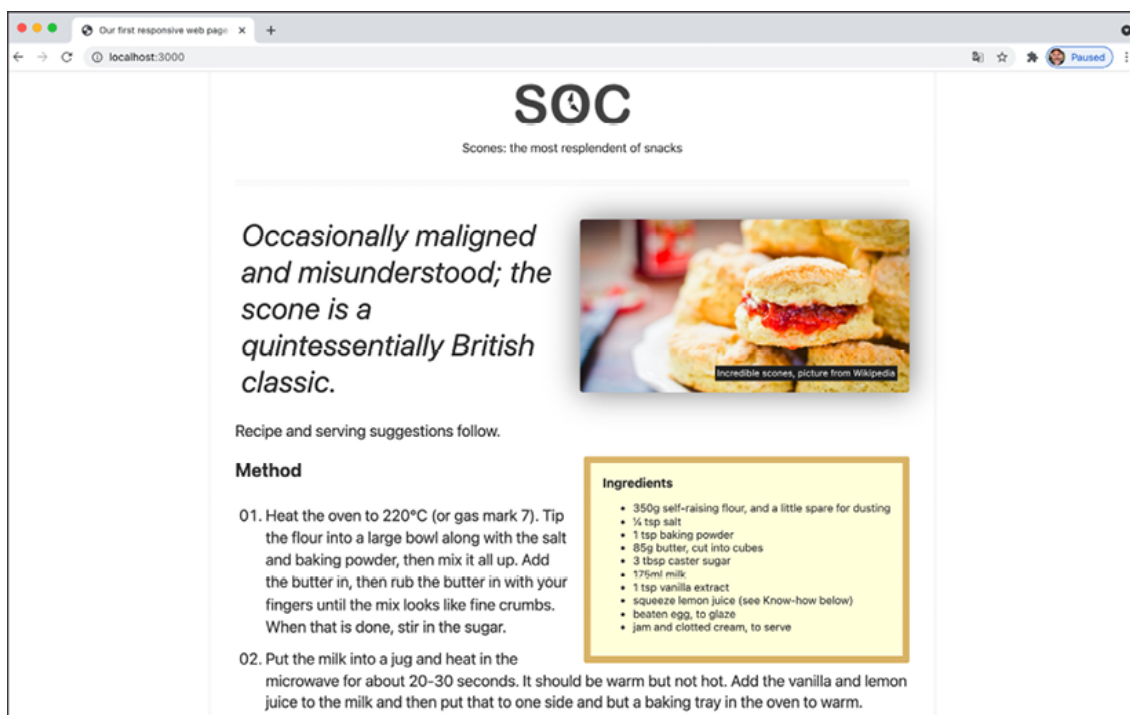 Our first responsive web page
localhost:3000
Paused
SOC
Scones: the most resplendent of snacks
Occasionally maligned
and misunderstood; the
scone is a
quintessentially British
classic.
Incredible scones, picture from Wikipedia
Recipe and serving suggestions follow.
Method
01. Heat the oven to 220°C (or gas mark 7). Tip
the flour into a large bowl along with the salt
and baking powder, then mix it all up. Add
the butter in, then rub the butter in with your
fingers until the mix looks like fine crumbs.
When that is done, stir in the sugar.
Ingredients
• 350g self-raising flour, and a little spare for dusting
• ¼ tsp salt
• 1 tsp baking powder
• 85g butter, cut into cubes
• 3 tbsp caster sugar
• 175ml milk
• 1 tsp vanilla extract
• squeeze lemon juice (see Know-how below)
• beaten egg, to glaze
• jam and clotted cream, to serve
02. Put the milk into a jug and heat in the
microwave for about 20-30 seconds. It should be warm but not hot. Add the vanilla and lemon
juice to the milk and then put that to one side and but a baking tray in the oven to warm.